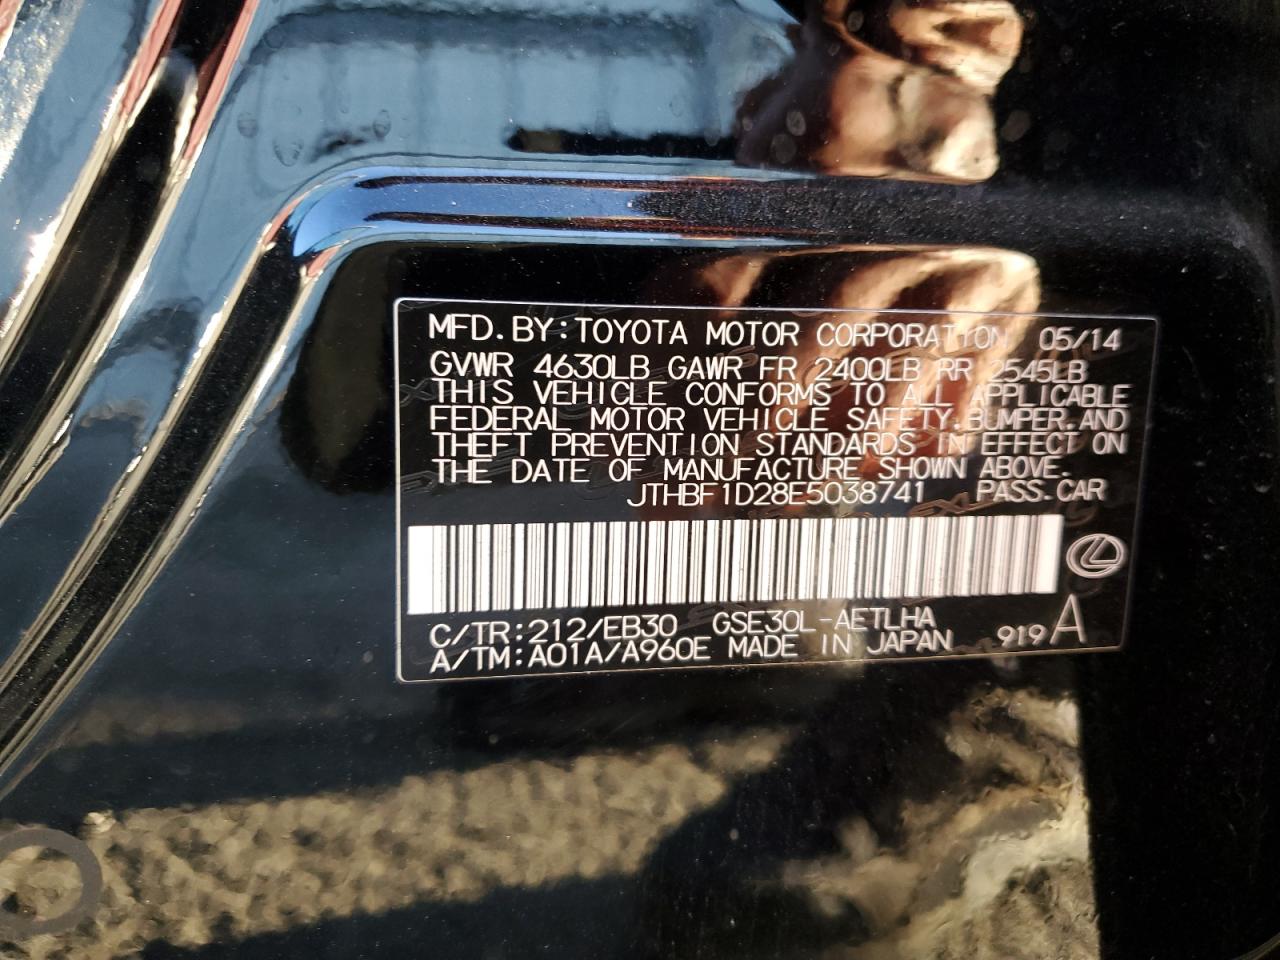 MFD. BY: TOYOTA MOTOR CORPORATION 05/14
GVWR 4630LB GAWR FR 2400LB RR 2545LB
THIS VEHICLE CONFORMS TO ALL APPLICABLE
FEDERAL MOTOR VEHICLE SAFETY, BUMPER, AND
THEFT PREVENTION STANDARDS IN EFFECT ON
THE DATE OF MANUFACTURE SHOWN ABOVE.
JTHBF1D28E5038741 PASS. CAR
C/TR: 212/EB30 GSE30L-AETLHA
A/TM: A01A/A960E MADE IN JAPAN 919 A